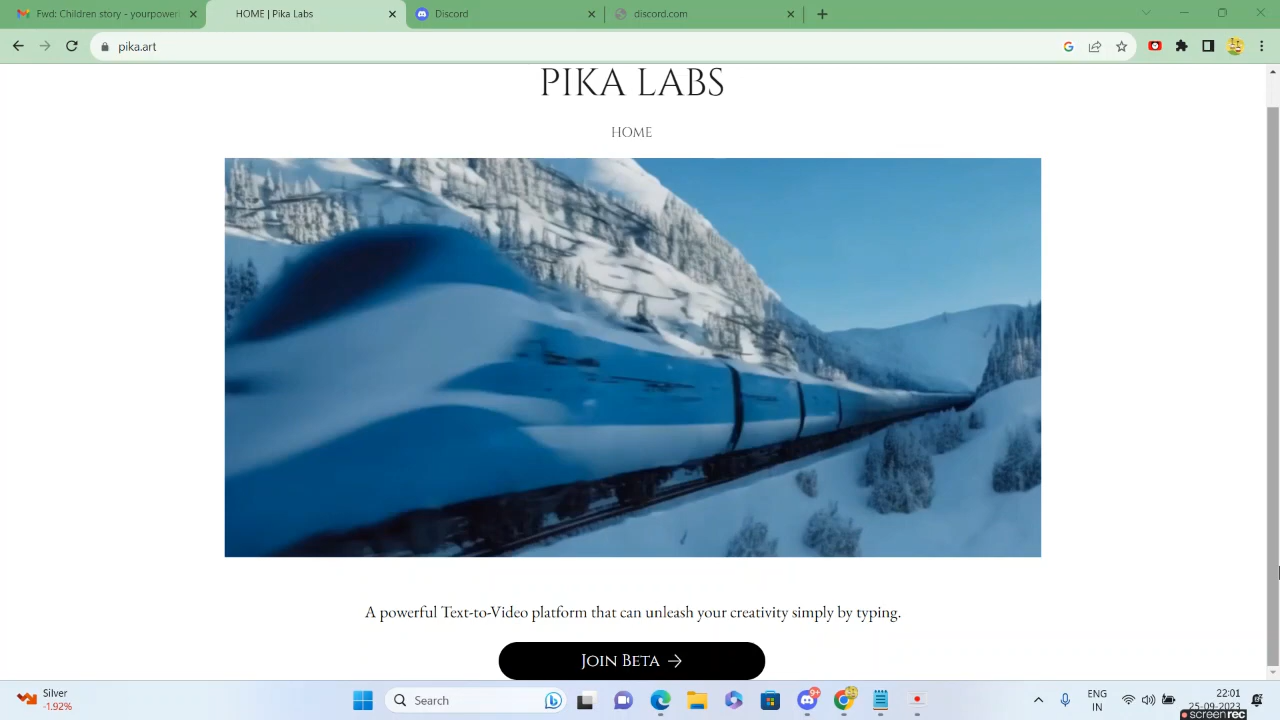 Fwd: Children story - yourpower
HOME | Pika Labs
Discord
discord.com
pika.art
PIKA LABS
HOME
A powerful Text-to-Video platform that can unleash your creativity simply by typing.
JOIN BETA →
Silver
-1.92%
Search
9+
ENG
IN
22:01
25-09-2023
SCREENREC